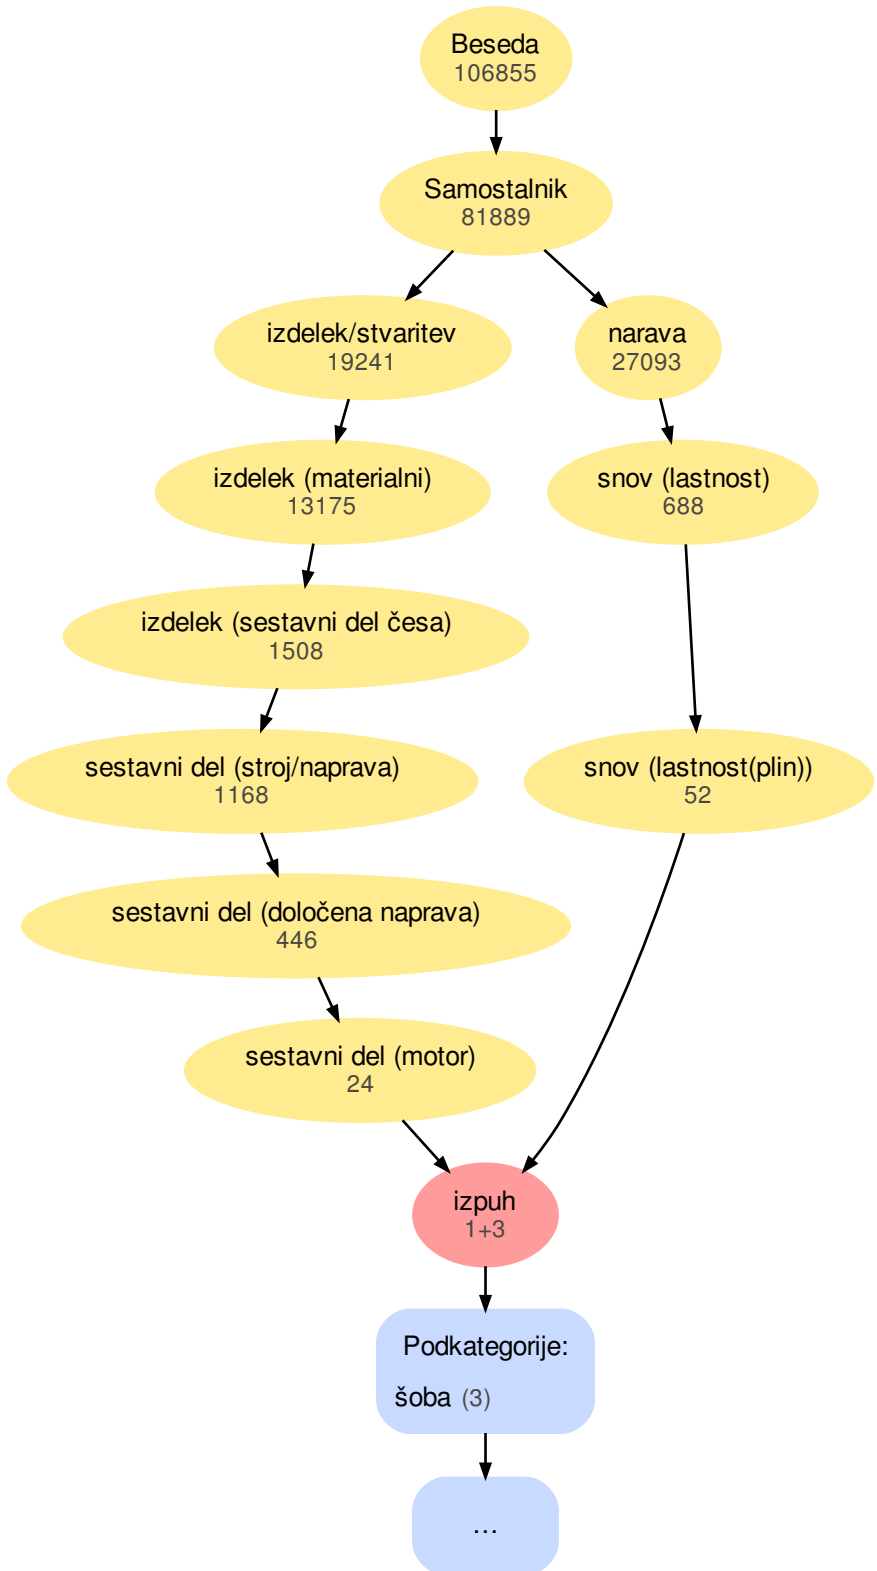 Beseda
106855
Samostalnik
81889
izdelek/stvaritev
19241
narava
27093
izdelek (materialni)
13175
snov (lastnost)
688
izdelek (sestavni del česa)
1508
sestavni del (stroj/naprava)
1168
snov (lastnost(plin))
52
sestavni del (določena naprava)
446
sestavni del (motor)
24
izpuh
1+3
Podkategorije:
šoba (3)
...